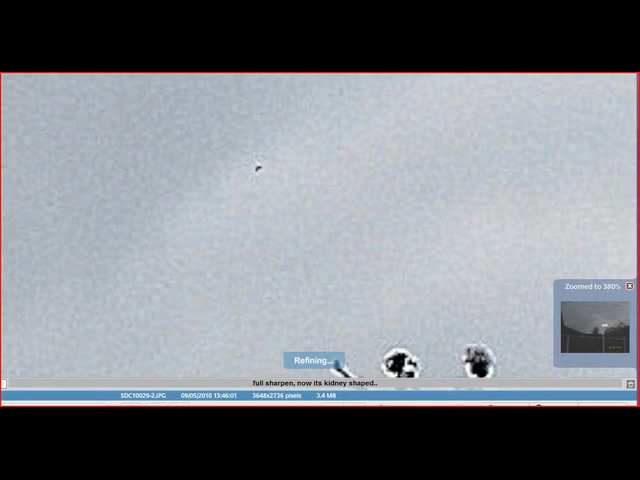 Zoomed to 380%
Refining...
full sharpen, now its kidney shaped..
SDC10029-2.JPG 09/05/2010 13:46:01 3648x2736 pixels 3.4 MB